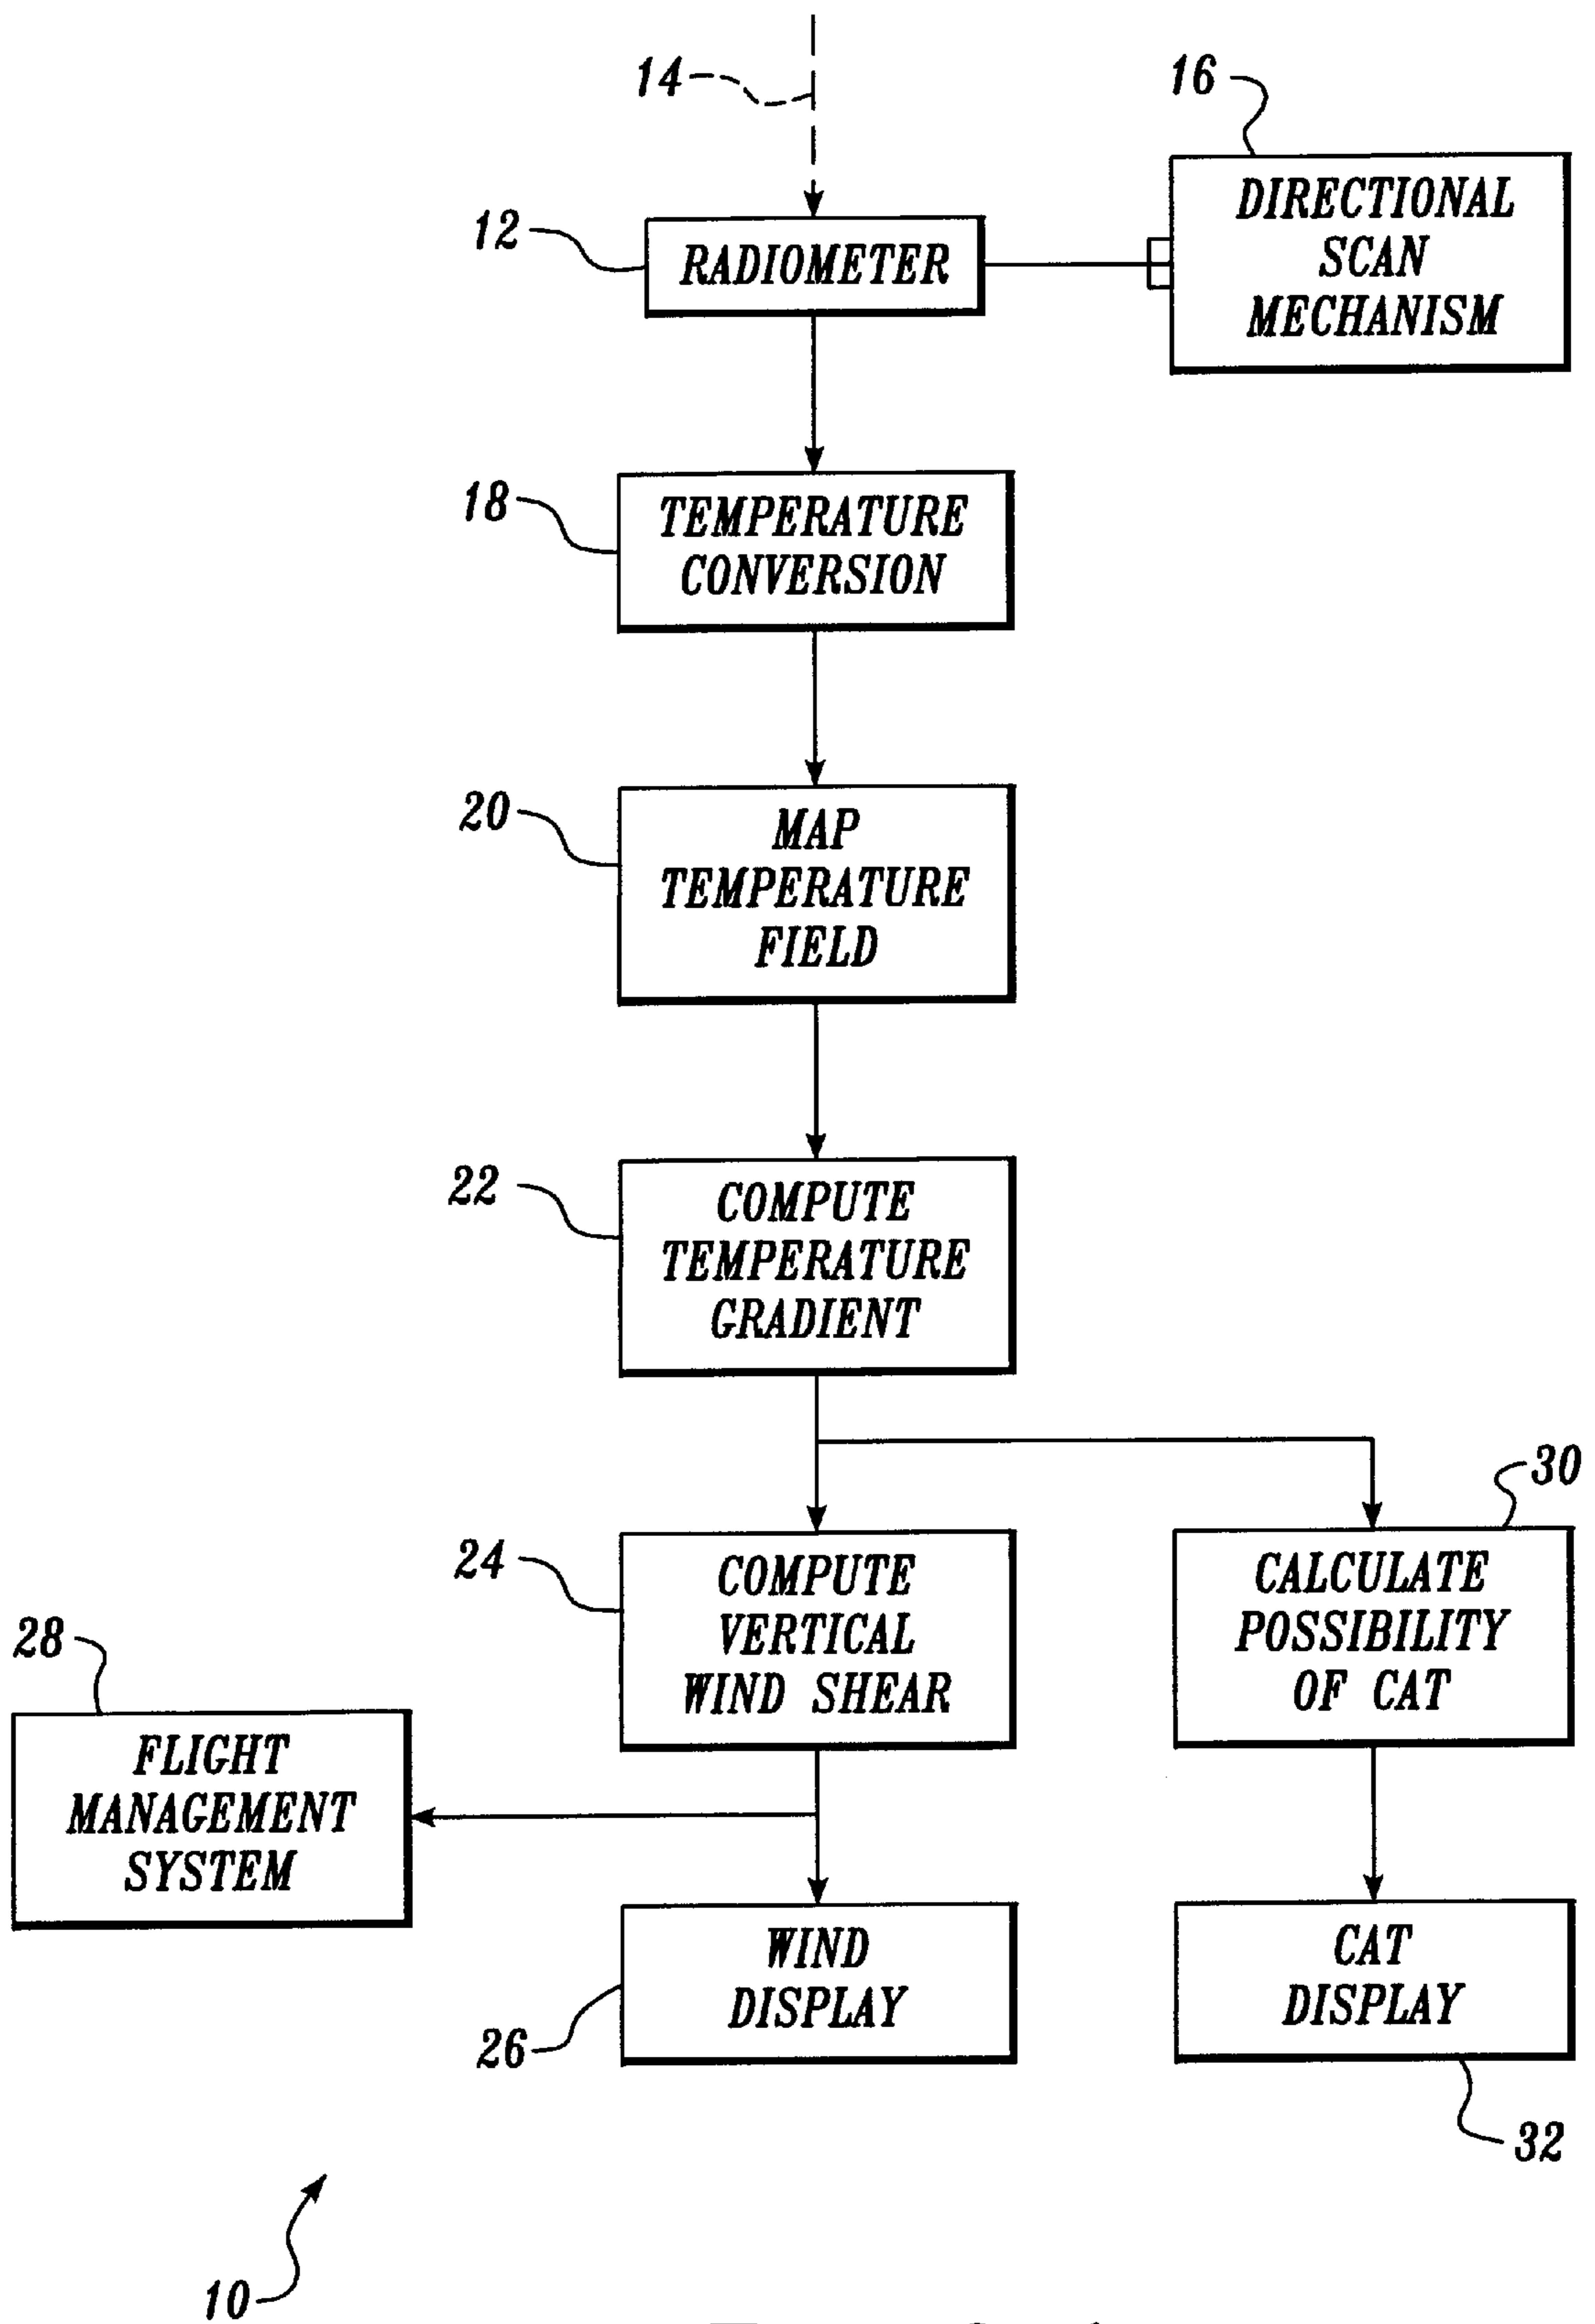 14
16
DIRECTIONAL
SCAN
MECHANISM
12
RADIOMETER
18
TEMPERATURE
CONVERSION
20
MAP
TEMPERATURE
FIELD
22
COMPUTE
TEMPERATURE
GRADIENT
30
24
COMPUTE
VERTICAL
WIND SHEAR
CALCULATE
POSSIBILITY
OF CAT
28
FLIGHT
MANAGEMENT
SYSTEM
WIND
DISPLAY
26
CAT
DISPLAY
32
10